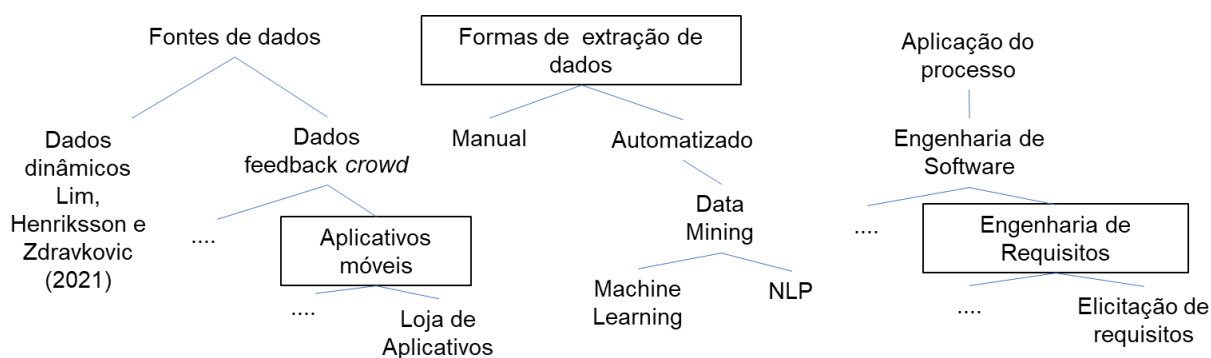 Fontes de dados
Dados
dinâmicos
Lim,
Henriksson e
Zdravkovic
(2021)
Dados
feedback crowd
....
Aplicativos
móveis
....
Loja de
Aplicativos
Formas de extração de
dados
Manual
Automatizado
Data
Mining
Machine
Learning
NLP
Aplicação do
processo
Engenharia de
Software
....
Engenharia de
Requisitos
....
Elicitação de
requisitos